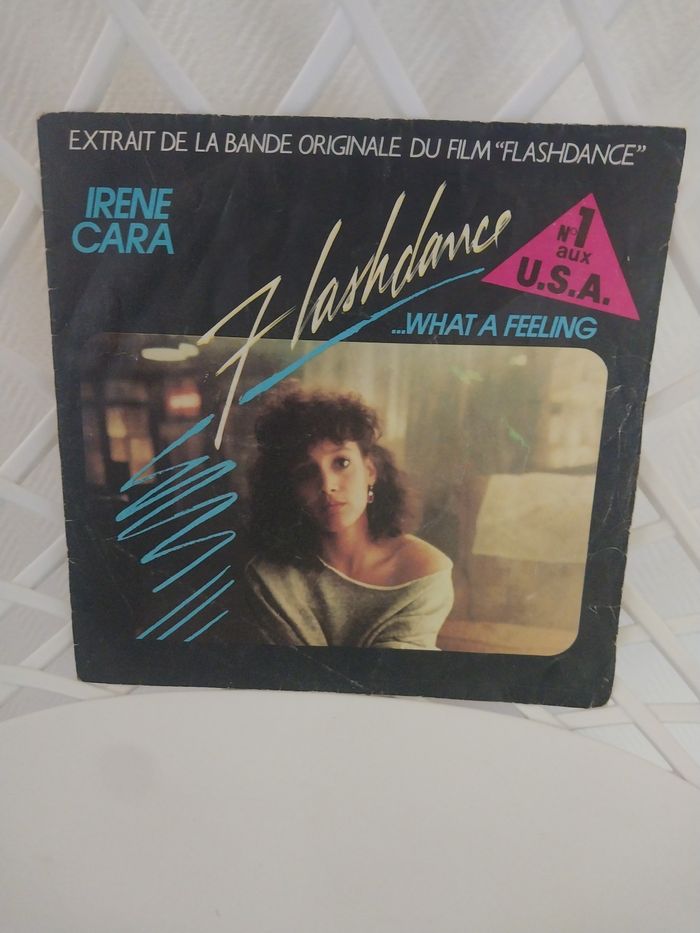 EXTRAIT DE LA BANDE ORIGINALE DU FILM "FLASHDANCE"
IRENE
CARA
Flashdance
N° 1
aux
U.S.A.
...WHAT A FEELING